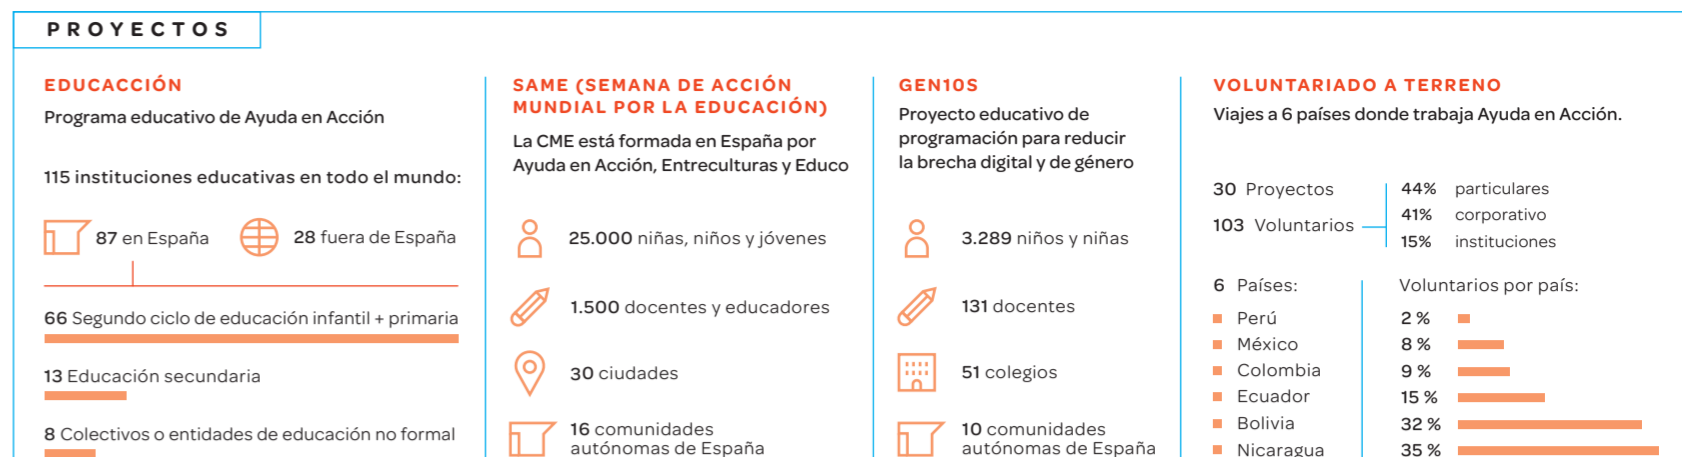 PROYECTOS
EDUCACCIÓN
Programa educativo de Ayuda en Acción
115 instituciones educativas en todo el mundo:
87 en España
28 fuera de España
66 Segundo ciclo de educación infantil + primaria
13 Educación secundaria
8 Colectivos o entidades de educación no formal
SAME (SEMANA DE ACCIÓN
MUNDIAL POR LA EDUCACIÓN)
La CME está formada en España por
Ayuda en Acción, Entreculturas y Educo
25.000 niñas, niños y jóvenes
1.500 docentes y educadores
30 ciudades
16 comunidades
autónomas de España
GEN10S
Proyecto educativo de
programación para reducir
la brecha digital y de género
3.289 niños y niñas
131 docentes
51 colegios
10 comunidades
autónomas de España
VOLUNTARIADO A TERRENO
Viajes a 6 países donde trabaja Ayuda en Acción.
30 Proyectos
103 Voluntarios
44% particulares
41% corporativo
15% instituciones
6 Países:
Voluntarios por país:
Perú 2 %
México 8 %
Colombia 9 %
Ecuador 15 %
Bolivia 32 %
Nicaragua 35 %